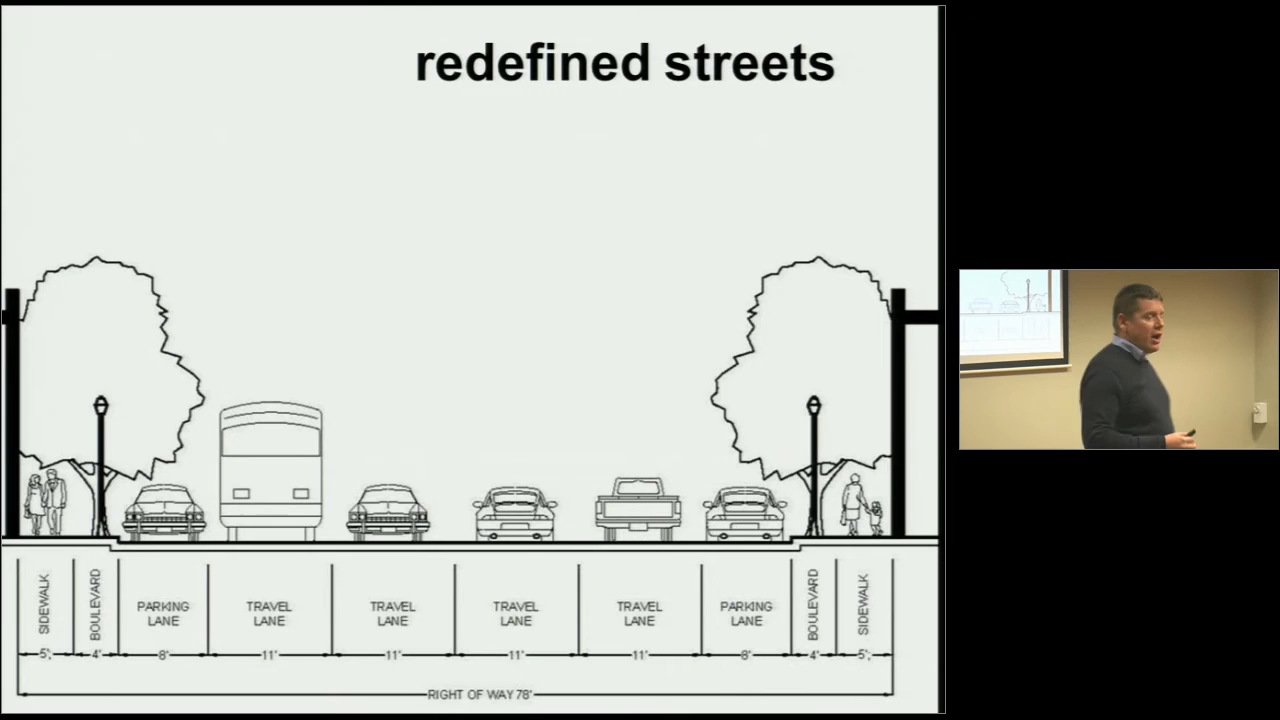 redefined streets
SIDEWALK
BOULEVARD
PARKING
LANE
TRAVEL
LANE
TRAVEL
LANE
TRAVEL
LANE
TRAVEL
LANE
PARKING
LANE
BOULEVARD
SIDEWALK
5' 4' 8' 11' 11' 11' 11' 8' 4' 5'
RIGHT OF WAY 78'